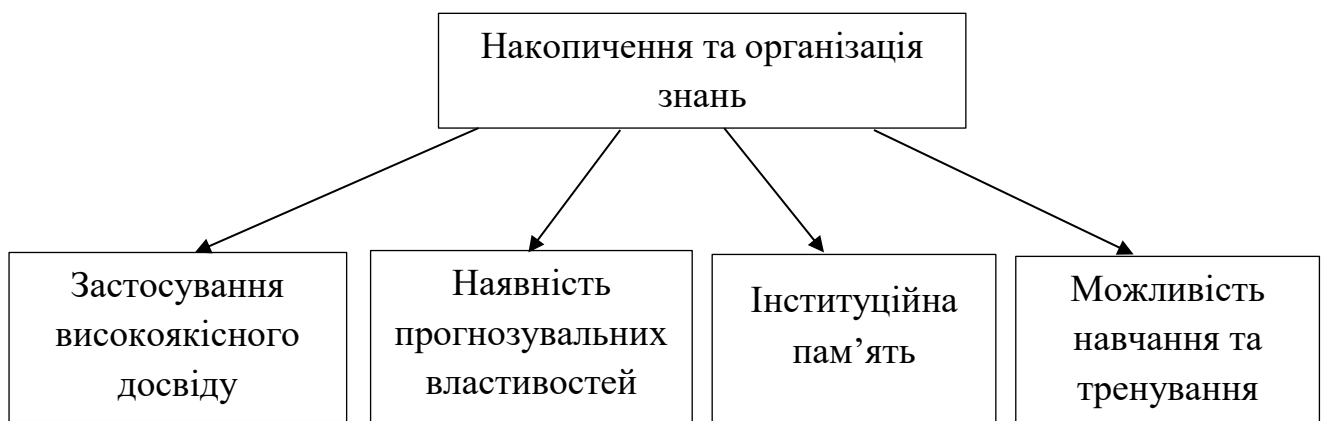 Накопичення та організація
знань
Застосування
високоякісного
досвіду
Наявність
прогнозувальних
властивостей
Інституційна
пам’ять
Можливість
навчання та
тренування